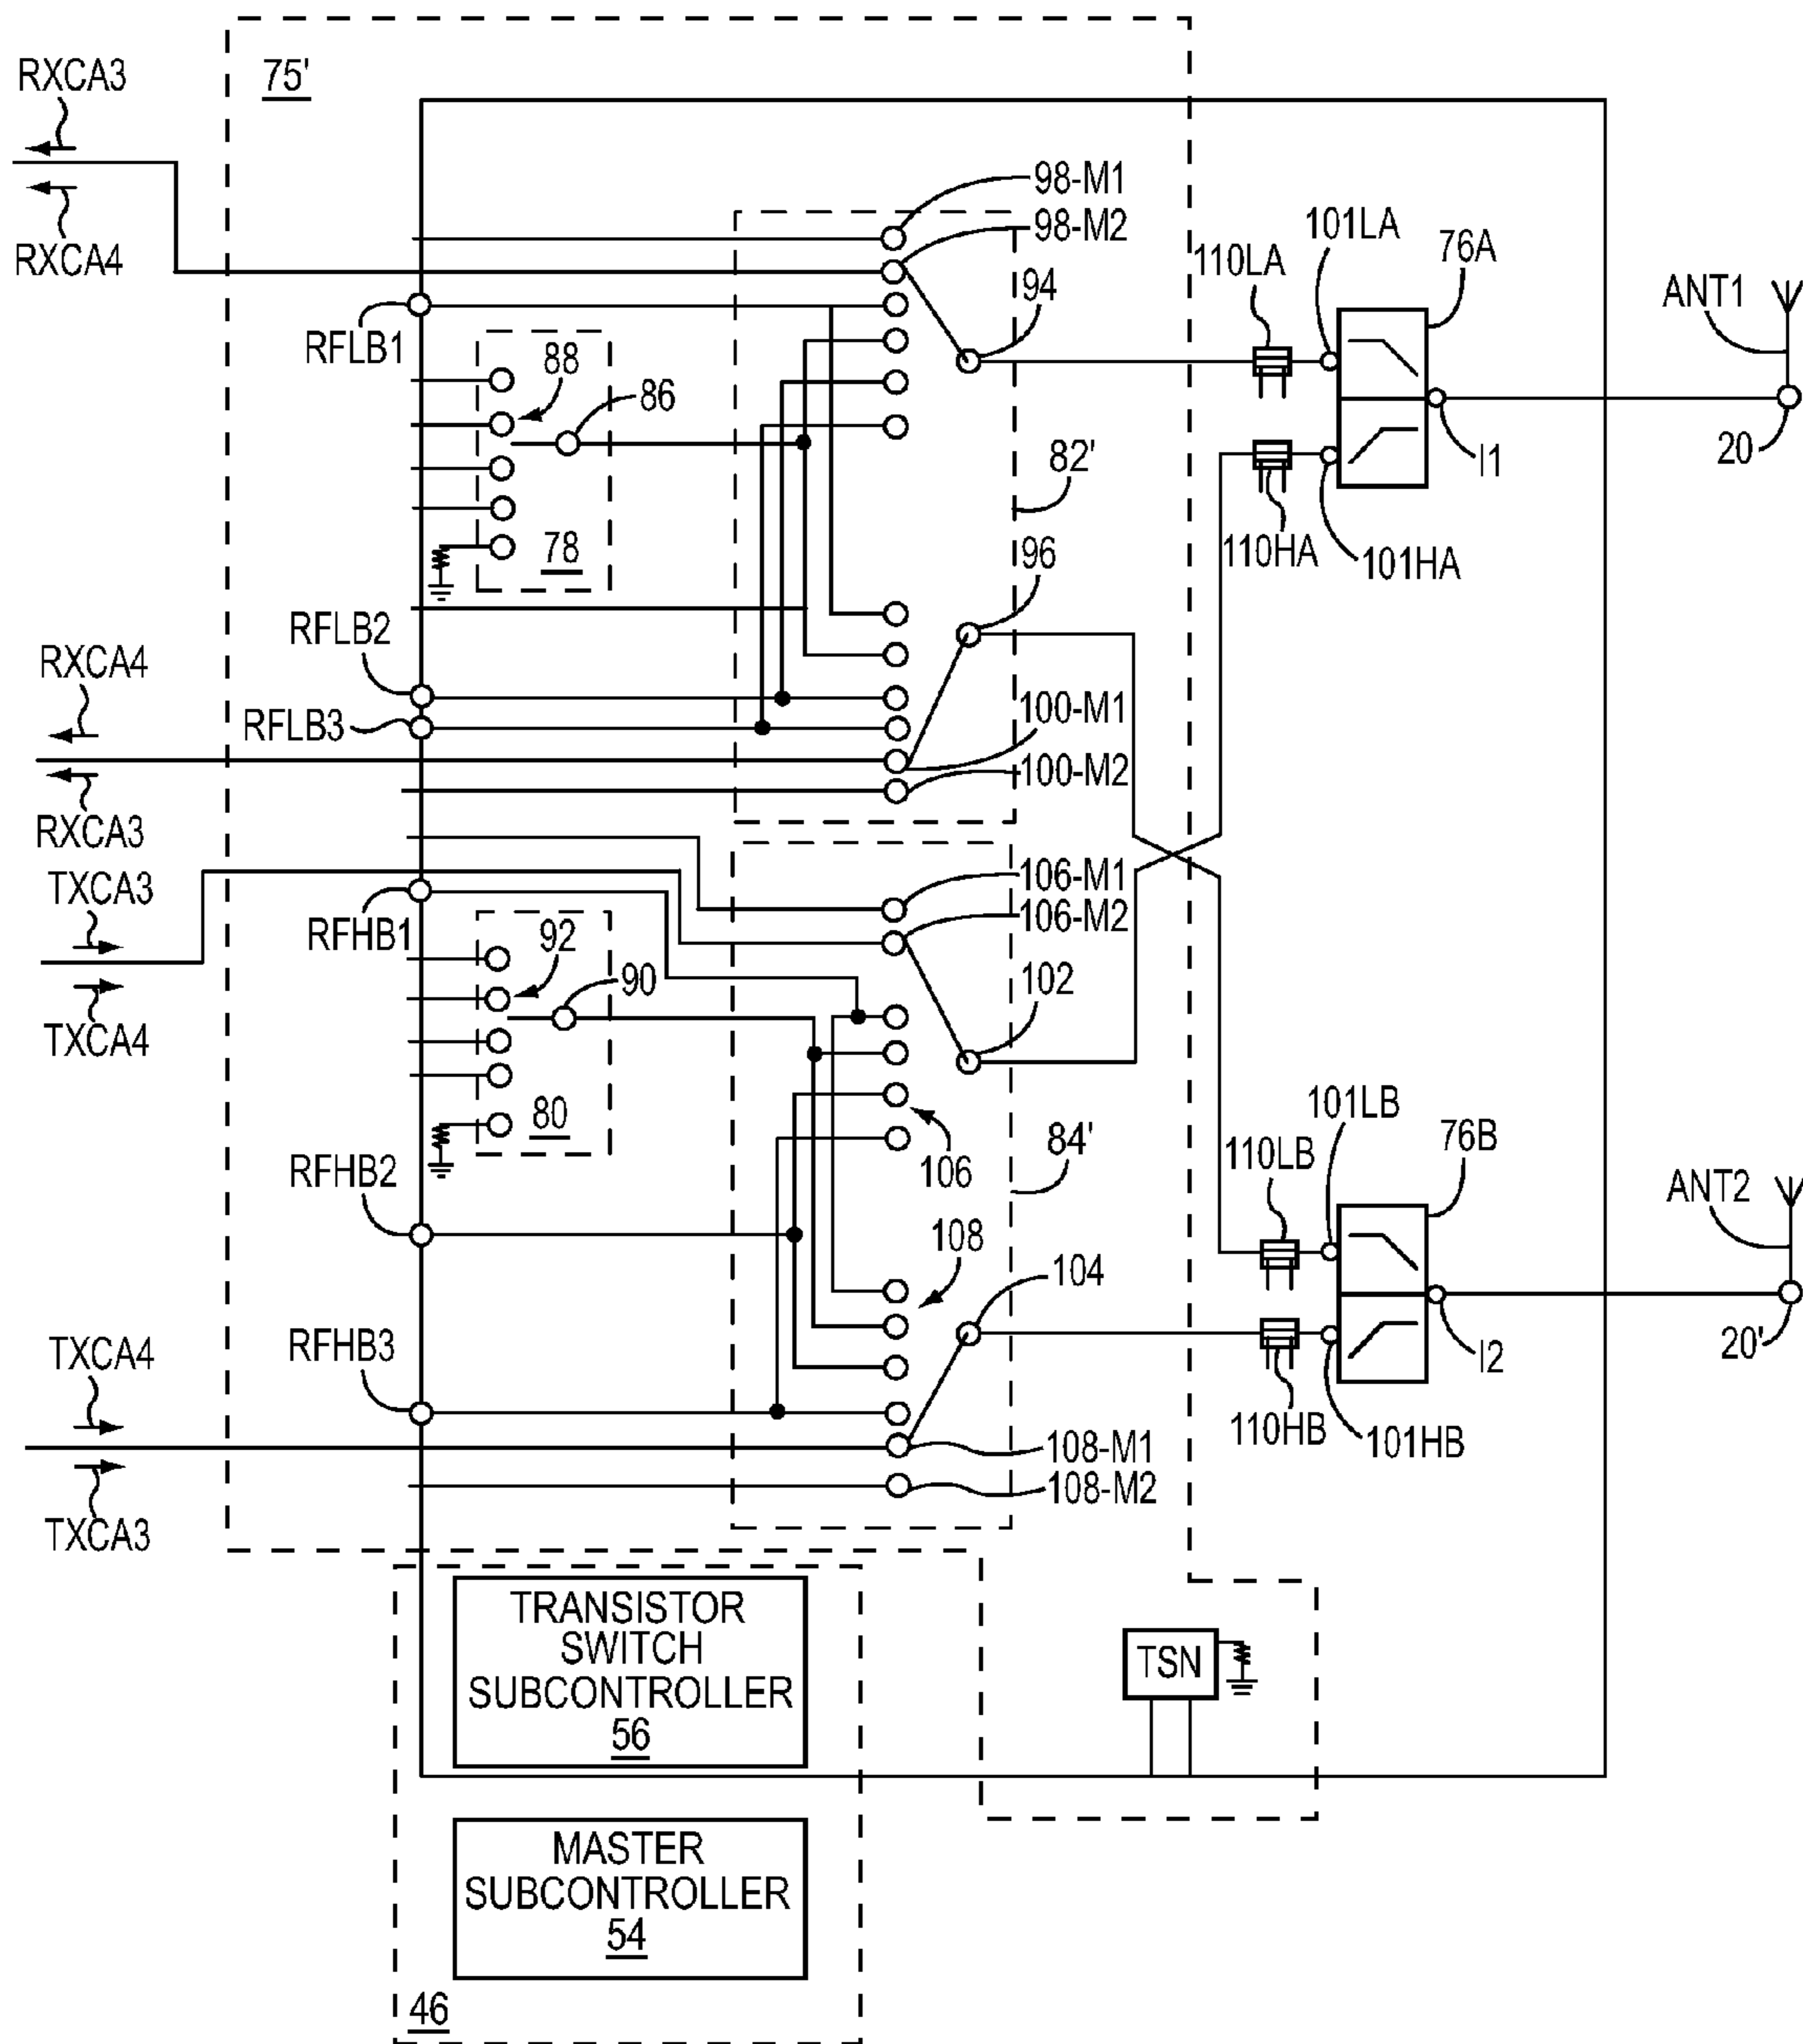 75'
RXCA3
RXCA4
98-M1
98-M2
94
110LA
101LA
76A
ANT1
RFLB1
88
86
82'
110HA
101HA
I1
20
78
96
RFLB2
RXCA4
RFLB3
100-M1
100-M2
RXCA3
TXCA3
RFHB1
106-M1
106-M2
92
90
102
TXCA4
80
106
84'
110LB
101LB
76B
ANT2
RFHB2
108
104
RFHB3
TXCA4
110HB
101HB
I2
20'
108-M1
108-M2
TXCA3
TRANSISTOR
SWITCH
SUBCONTROLLER
56
TSN
MASTER
SUBCONTROLLER
54
46